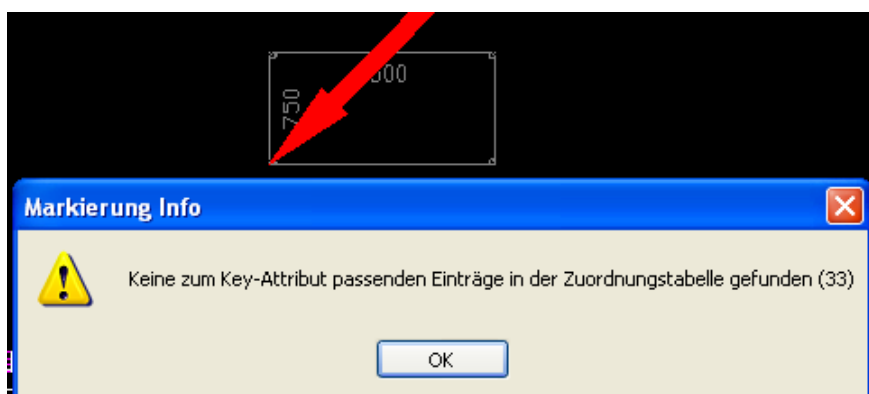 750
Markierung Info
Keine zum Key-Attribut passenden Einträge in der Zuordnungstabelle gefunden (33)
OK